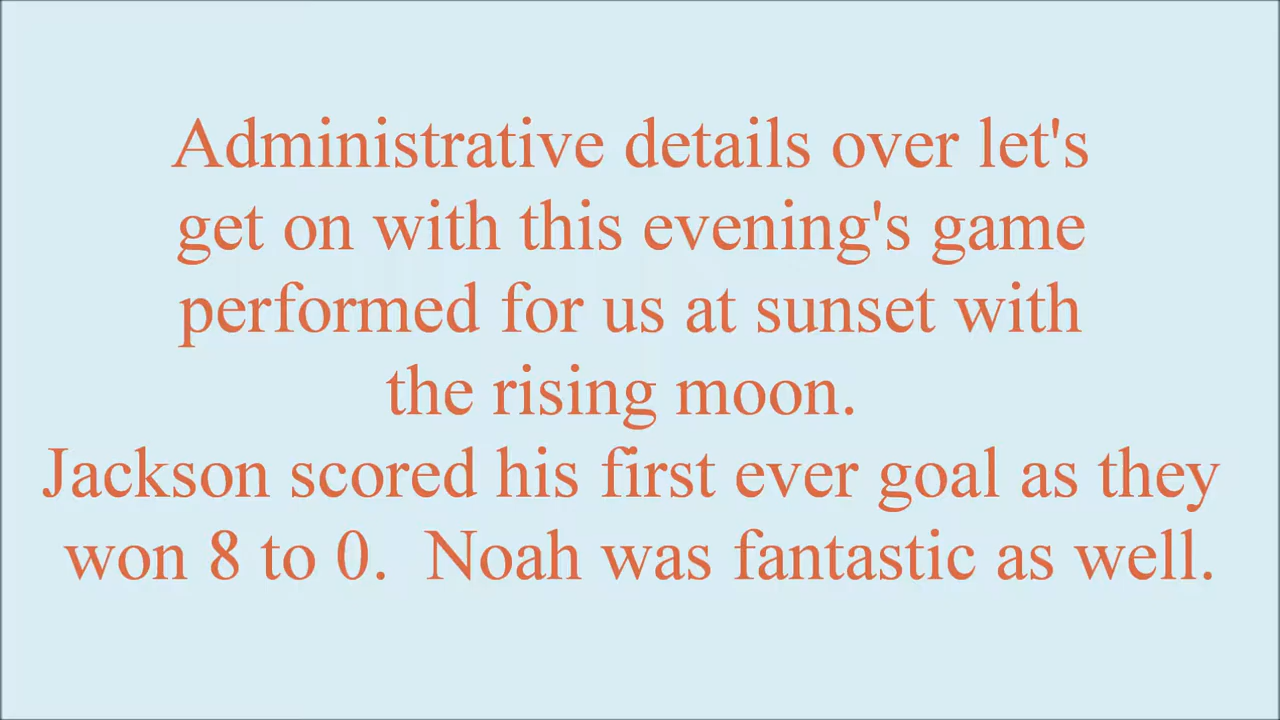 Administrative details over let's
get on with this evening's game
performed for us at sunset with
the rising moon.
Jackson scored his first ever goal as they
won 8 to 0.  Noah was fantastic as well.